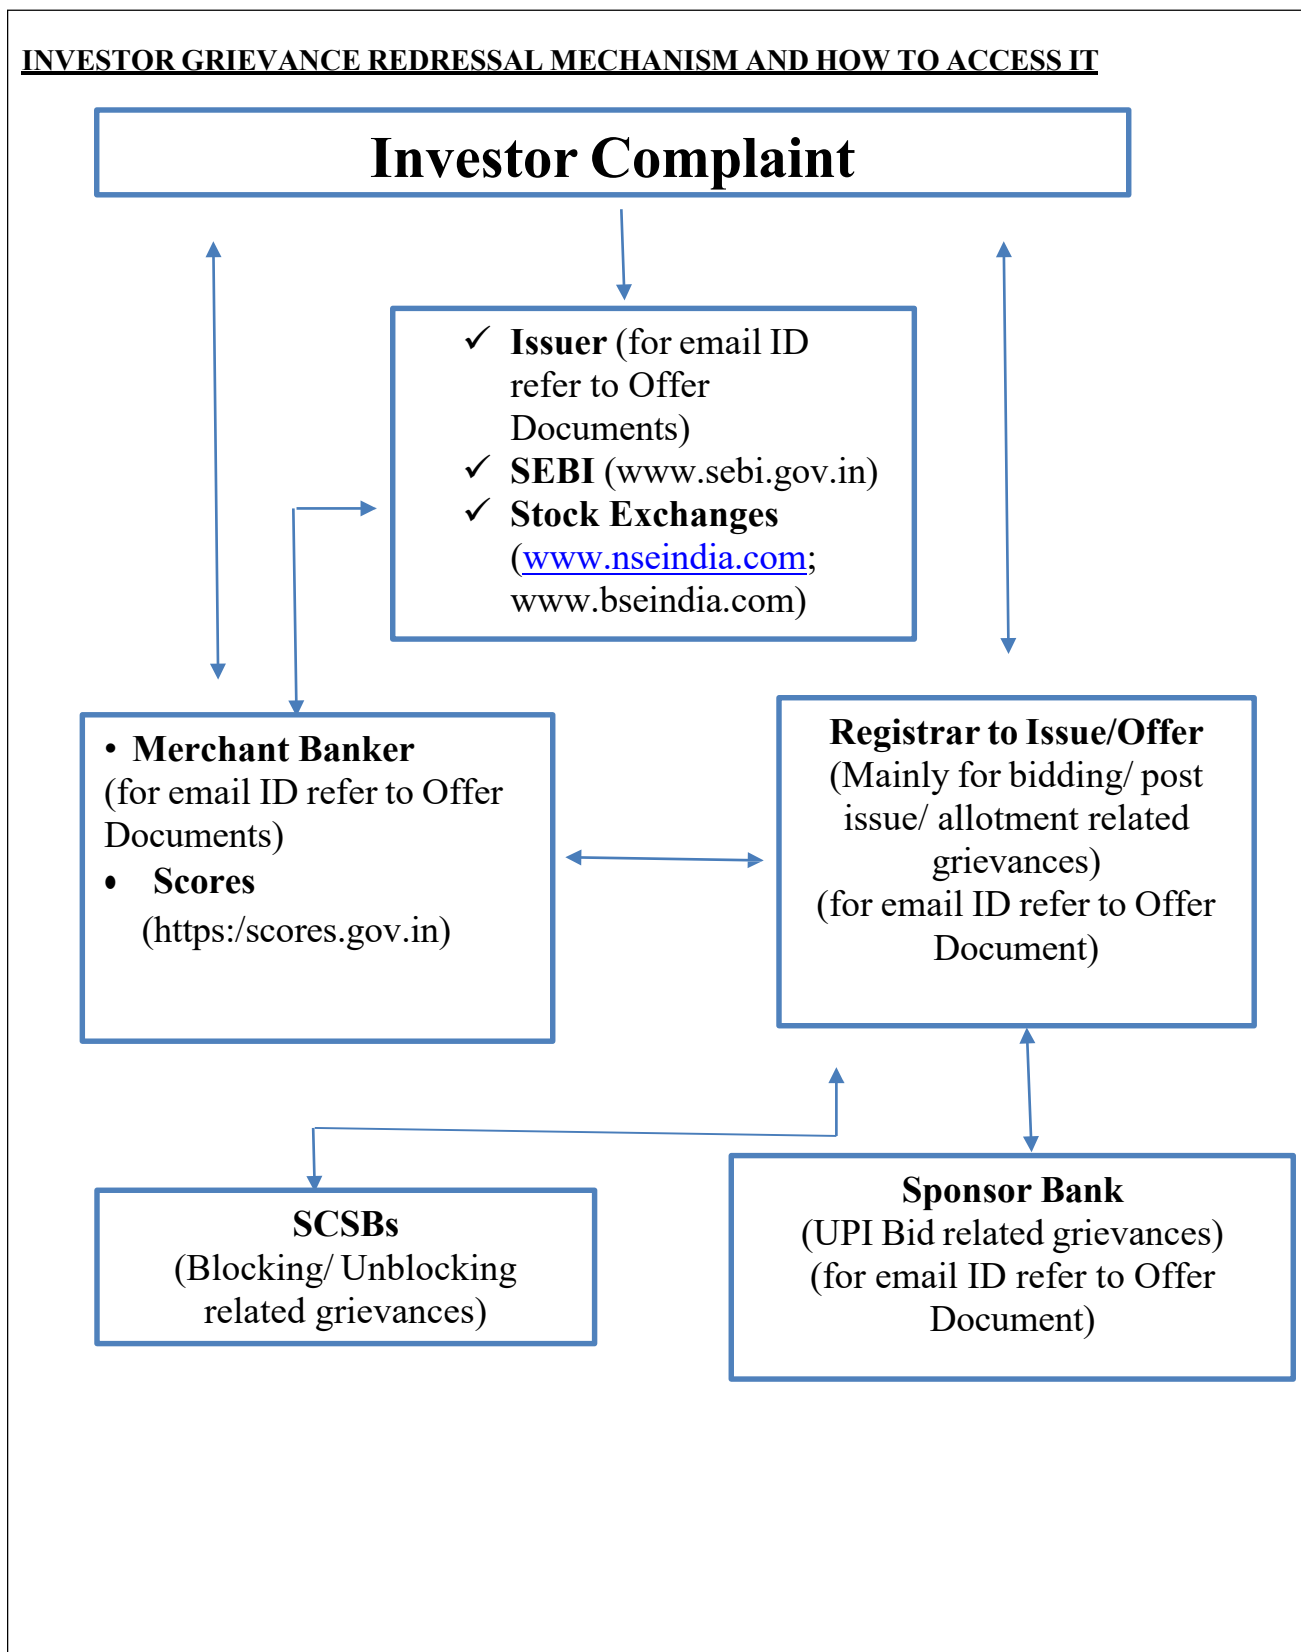 INVESTOR GRIEVANCE REDRESSAL MECHANISM AND HOW TO ACCESS IT
Investor Complaint
✓ Issuer (for email ID
refer to Offer
Documents)
✓ SEBI (www.sebi.gov.in)
✓ Stock Exchanges
(www.nseindia.com;
www.bseindia.com)
• Merchant Banker
(for email ID refer to Offer
Documents)
• Scores
(https:/scores.gov.in)
Registrar to Issue/Offer
(Mainly for bidding/ post
issue/ allotment related
grievances)
(for email ID refer to Offer
Document)
SCSBs
(Blocking/ Unblocking
related grievances)
Sponsor Bank
(UPI Bid related grievances)
(for email ID refer to Offer
Document)